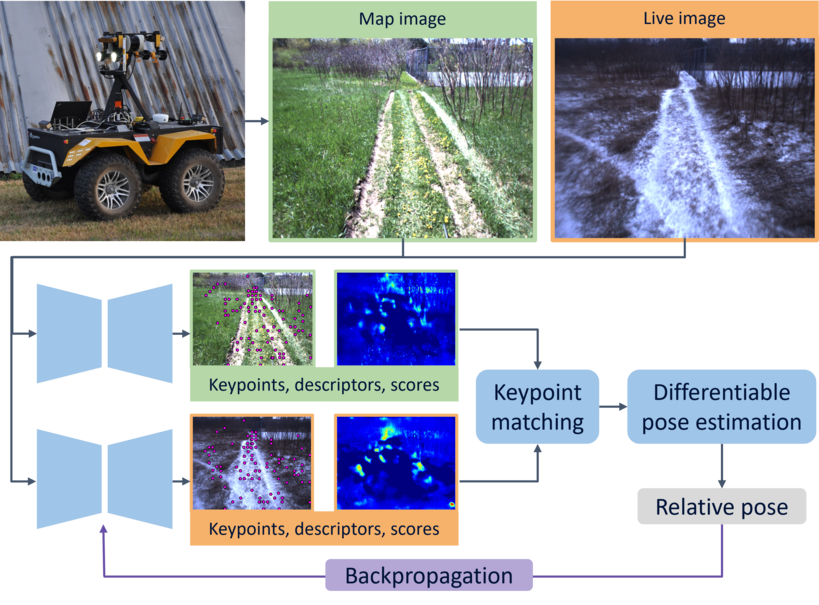 Map image
Live image
Keypoints, descriptors, scores
Keypoint
matching
Differentiable
pose estimation
Keypoints, descriptors, scores
Relative pose
Backpropagation